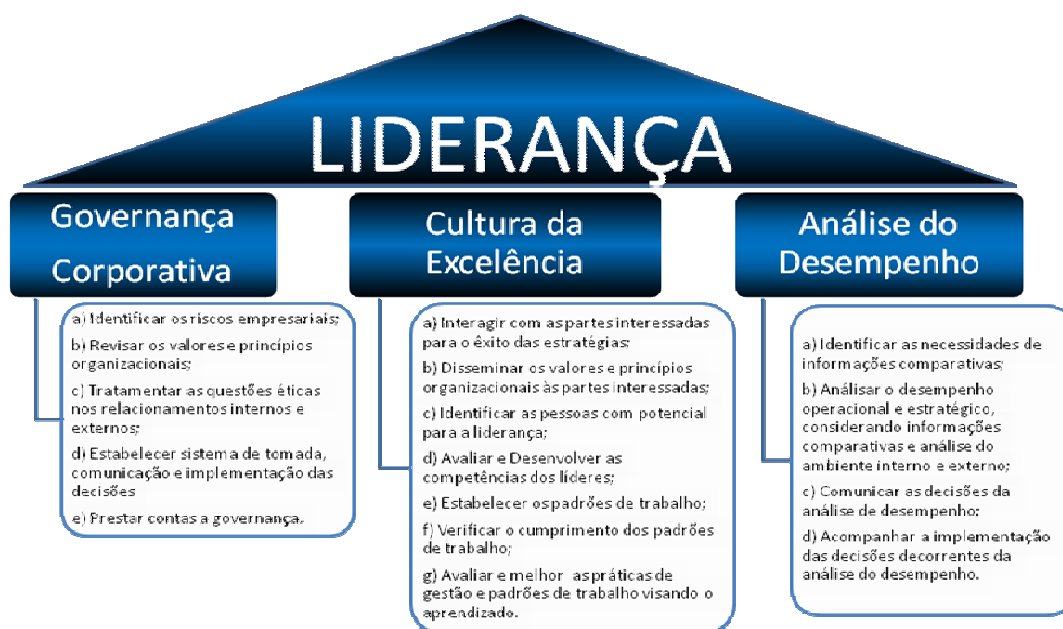 LIDERANÇA
Governança
Corporativa
a) Identificar os riscos empresariais;
b) Revisar os valores e princípios
organizacionais;
c) Tratamentar as questões éticas
nos relacionamentos internos e
externos;
d) Estabelecer sistema de tomada,
comunicação e implementação das
decisões
e) Prestar contas a governança.
Cultura da
Excelência
a) Interagir com as partes interessadas
para o êxito das estratégias;
b) Disseminar os valores e princípios
organizacionais às partes interessadas;
c) Identificar as pessoas com potencial
para a liderança;
d) Avaliar e Desenvolver as
competências dos líderes;
e) Estabelecer os padrões de trabalho;
f) Verificar o cumprimento dos padrões
de trabalho;
g) Avaliar e melhor as práticas de
gestão e padrões de trabalho visando o
aprendizado.
Análise do
Desempenho
a) Identificar as necessidades de
informações comparativas;
b) Análisar o desempenho
operacional e estratégico,
considerando informações
comparativas e análise do
ambiente interno e externo;
c) Comunicar as decisões da
análise de desempenho;
d) Acompanhar a implementação
das decisões decorrentes da
análise do desempenho.